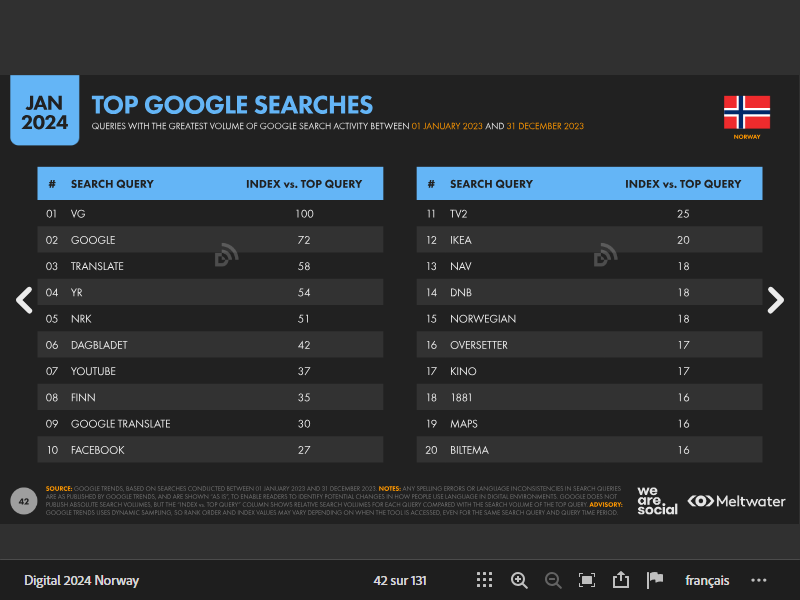 JAN
2024
TOP GOOGLE SEARCHES
QUERIES WITH THE GREATEST VOLUME OF GOOGLE SEARCH ACTIVITY BETWEEN 01 JANUARY 2023 AND 31 DECEMBER 2023
NORWAY
# SEARCH QUERY INDEX vs. TOP QUERY
01 VG 100
02 GOOGLE 72
03 TRANSLATE 58
04 YR 54
05 NRK 51
06 DAGBLADET 42
07 YOUTUBE 37
08 FINN 35
09 GOOGLE TRANSLATE 30
10 FACEBOOK 27
# SEARCH QUERY INDEX vs. TOP QUERY
11 TV2 25
12 IKEA 20
13 NAV 18
14 DNB 18
15 NORWEGIAN 18
16 OVERSETTER 17
17 KINO 17
18 1881 16
19 MAPS 16
20 BILTEMA 16
42
SOURCE: GOOGLE TRENDS, BASED ON SEARCHES CONDUCTED BETWEEN 01 JANUARY 2023 AND 31 DECEMBER 2023. NOTES: ANY SPELLING ERRORS OR LANGUAGE INCONSISTENCIES IN SEARCH QUERIES
ARE AS PUBLISHED BY GOOGLE TRENDS, AND ARE SHOWN "AS IS", TO ENABLE READERS TO IDENTIFY POTENTIAL CHANGES IN HOW PEOPLE USE LANGUAGE IN DIGITAL ENVIRONMENTS. GOOGLE DOES NOT
PUBLISH ABSOLUTE SEARCH VOLUMES, BUT THE "INDEX vs. TOP QUERY" COLUMN SHOWS RELATIVE SEARCH VOLUMES FOR EACH QUERY COMPARED WITH THE SEARCH VOLUME OF THE TOP QUERY. ADVISORY:
GOOGLE TRENDS USES DYNAMIC SAMPLING, SO RANK ORDER AND INDEX VALUES MAY VARY DEPENDING ON WHEN THE TOOL IS ACCESSED, EVEN FOR THE SAME SEARCH QUERY AND QUERY TIME PERIOD.
we
are.
social
Meltwater
Digital 2024 Norway
42 sur 131
français